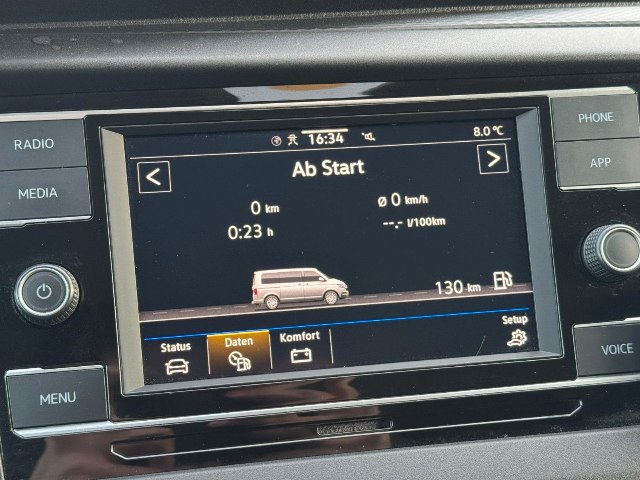 RADIO
MEDIA
MENU
16:34
8.0 °C
<
Ab Start
>
0 km
ø 0 km/h
0:23 h
--,- l/100km
130 km
Status
Daten
Komfort
Setup
PHONE
APP
VOICE